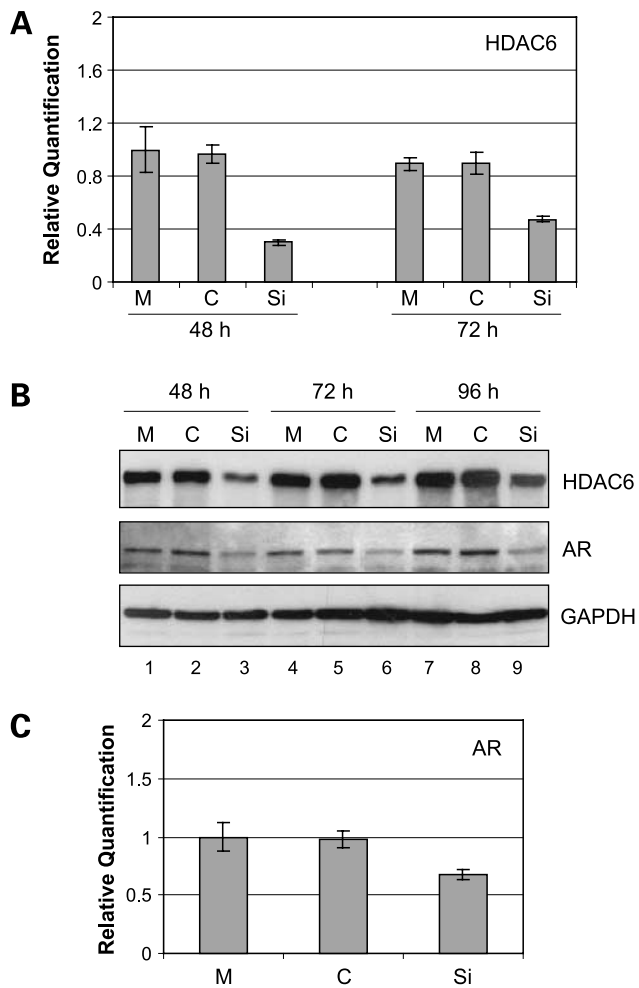 A
HDAC6
Relative Quantification
2
1.6
1.2
0.8
0.4
0
M C Si M C Si
48 h 72 h
B
48 h 72 h 96 h
M C Si M C Si M C Si
HDAC6
AR
GAPDH
1 2 3 4 5 6 7 8 9
C
AR
Relative Quantification
2
1.5
1
0.5
0
M C Si